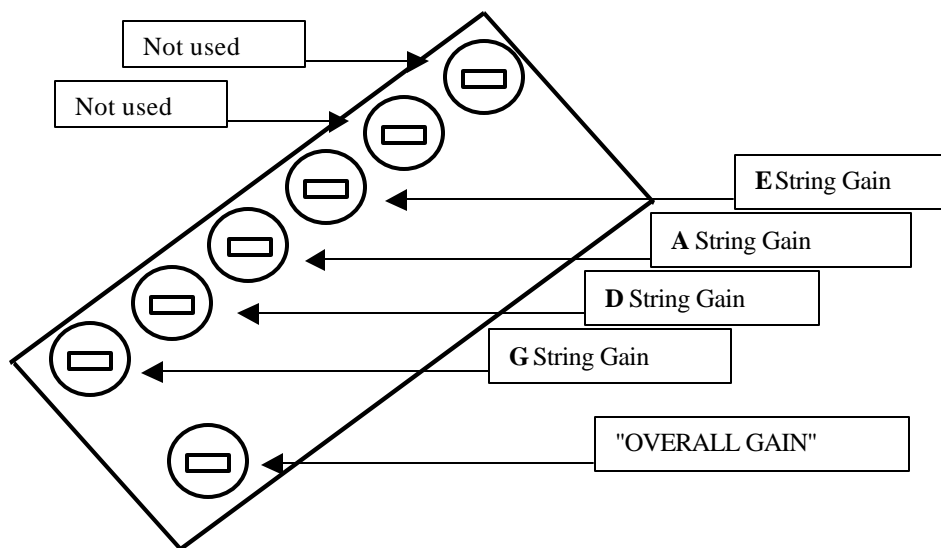 Not used
Not used
E String Gain
A String Gain
D String Gain
G String Gain
"OVERALL GAIN"